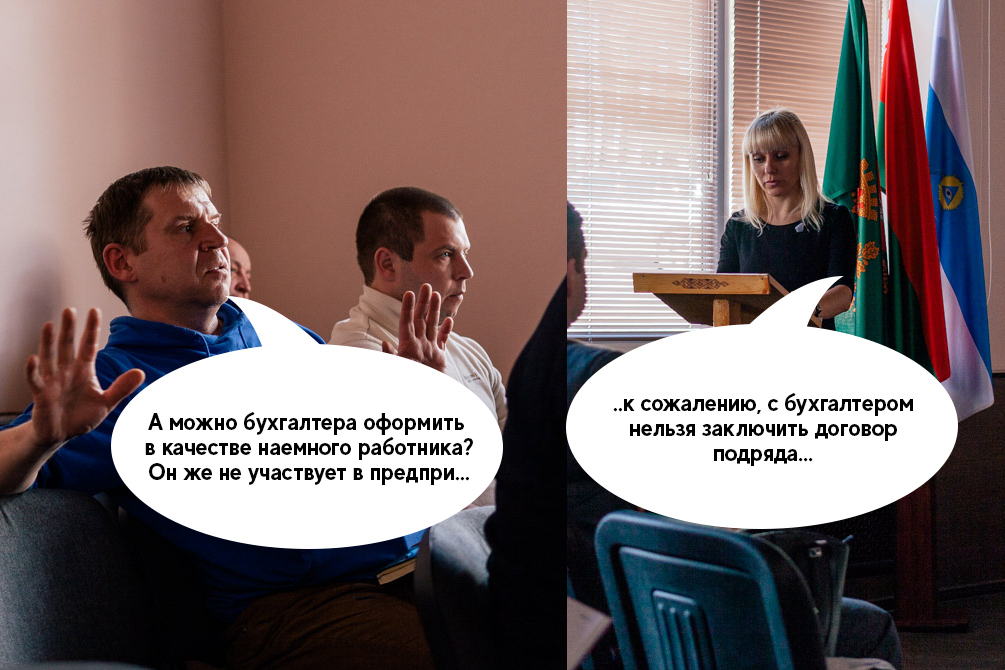 А можно бухгалтера оформить
в качестве наемного работника?
Он же не участвует в предпри...
..к сожалению, с бухгалтером
нельзя заключить договор
подряда...